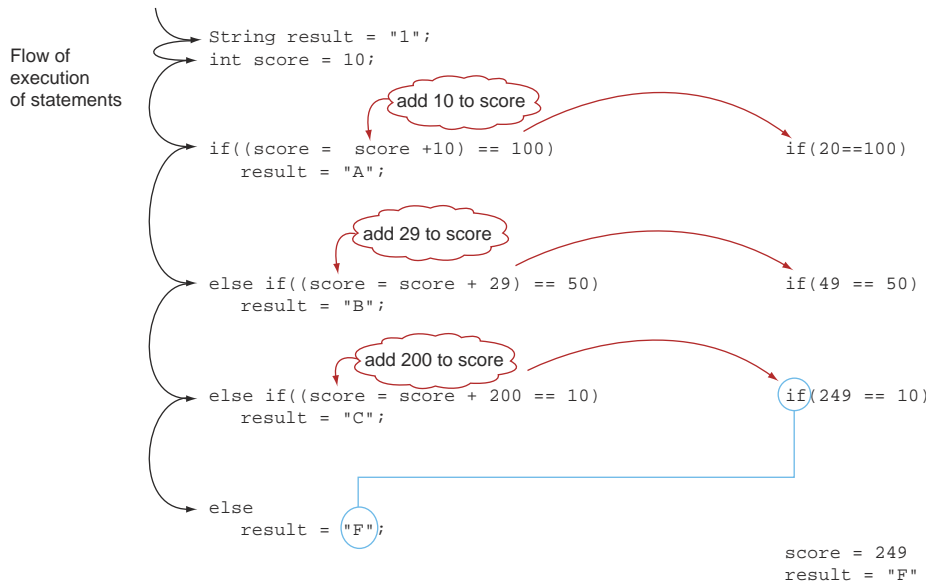 String result = "1";
Flow of
execution
of statements
int score = 10;
add 10 to score
if((score =  score +10) == 100)
if(20==100)
result = "A";
add 29 to score
else if((score = score + 29) == 50)
if(49 == 50)
result = "B";
add 200 to score
else if((score = score + 200 == 10)
if(249 == 10)
result = "C";
else
result = "F";
score = 249
result = "F"